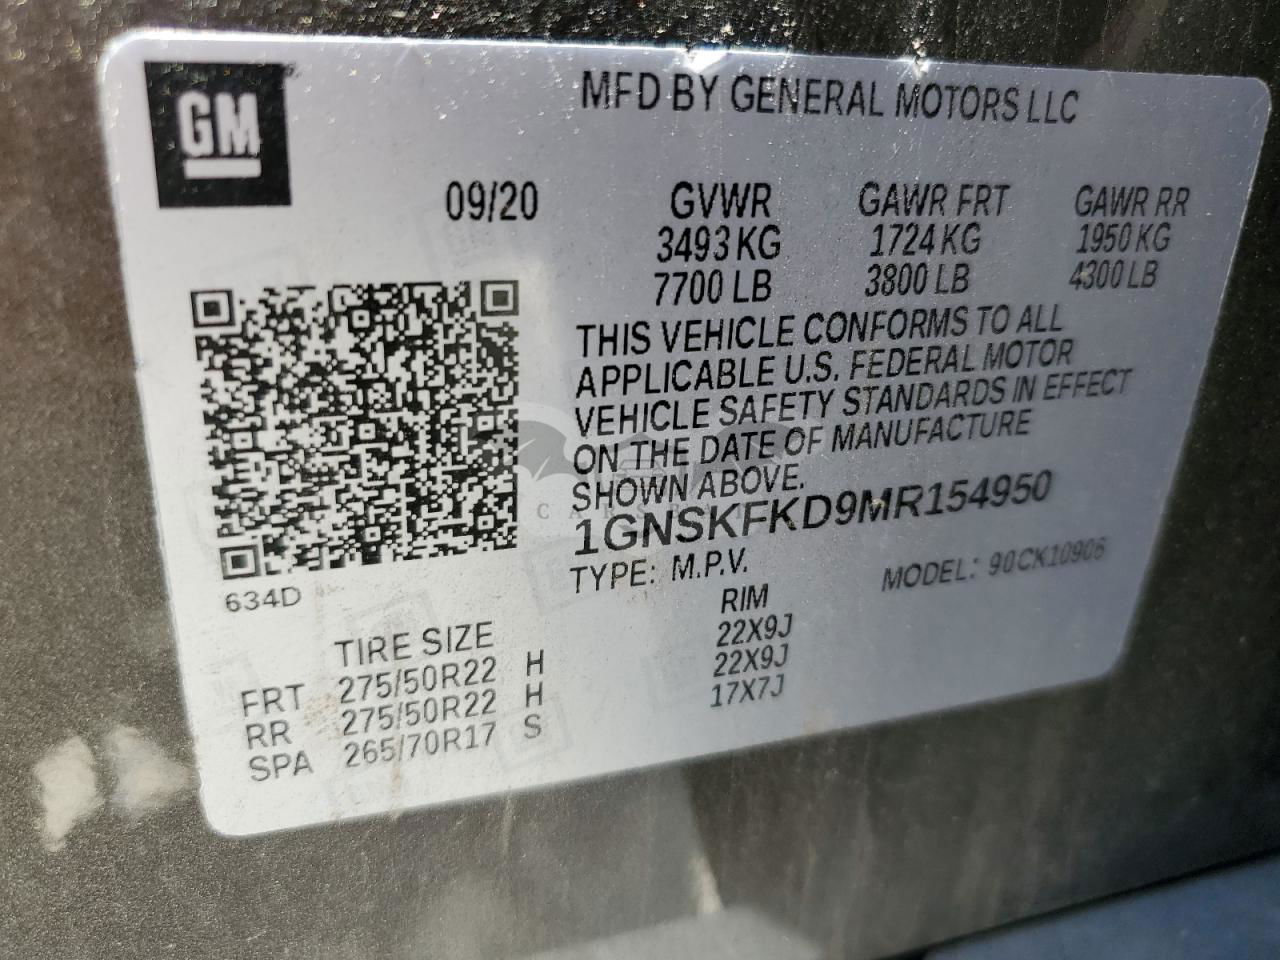 GM
MFD BY GENERAL MOTORS LLC
09/20
GVWR GAWR FRT GAWR RR
3493 KG 1724 KG 1950 KG
7700 LB 3800 LB 4300 LB
THIS VEHICLE CONFORMS TO ALL
APPLICABLE U.S. FEDERAL MOTOR
VEHICLE SAFETY STANDARDS IN EFFECT
ON THE DATE OF MANUFACTURE
SHOWN ABOVE.
1GNSKFKD9MR154950
TYPE: M.P.V. MODEL: 90CK10906
634D
TIRE SIZE RIM
FRT 275/50R22 H 22X9J
RR 275/50R22 H 22X9J
SPA 265/70R17 S 17X7J